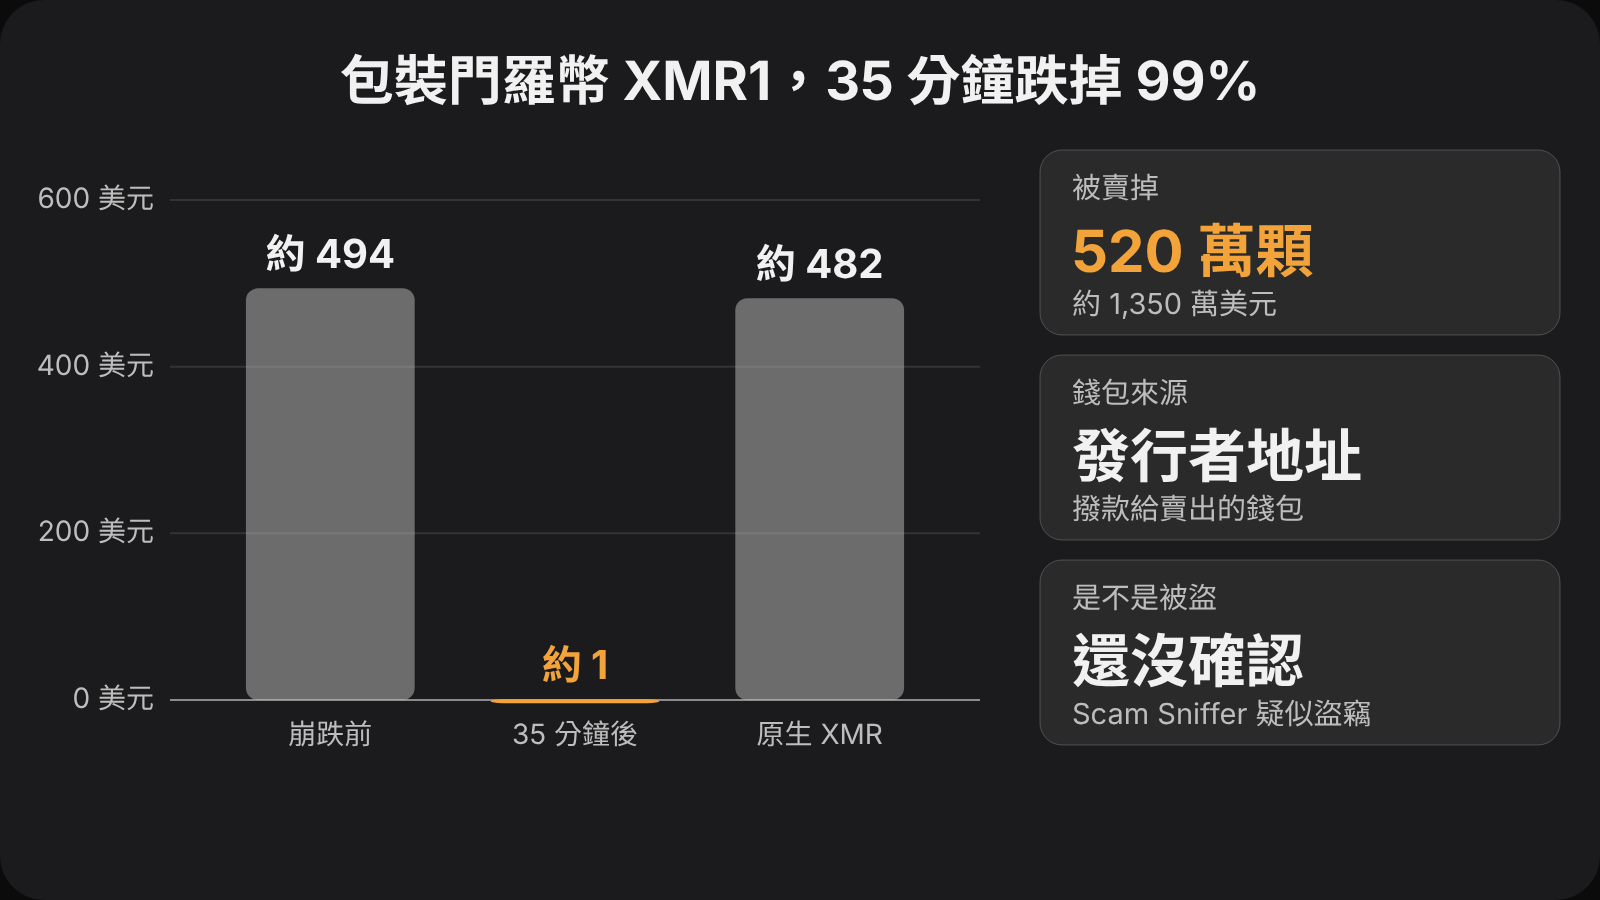 包裝門羅幣 XMR1，35 分鐘跌掉 99%
600 美元
400 美元
200 美元
0 美元
約 494
約 1
約 482
崩跌前
35 分鐘後
原生 XMR
被賣掉
520 萬顆
約 1,350 萬美元
錢包來源
發行者地址
撥款給賣出的錢包
是不是被盜
還沒確認
Scam Sniffer 疑似盜竊